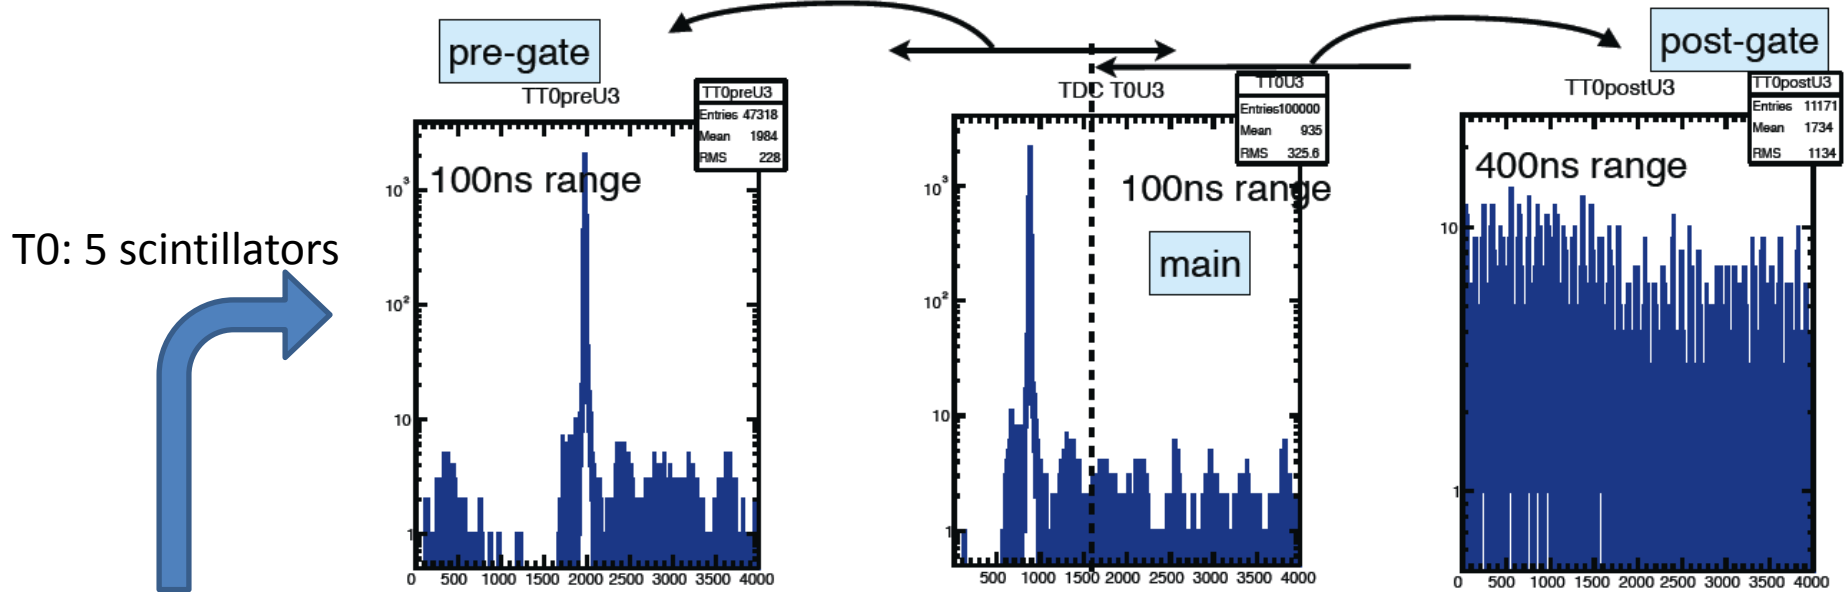 pre-gate
post-gate
TT0preU3
TDC T0U3
TT0postU3
TT0preU3
Entries 47318
Mean 1984
RMS 228
TT0U3
Entries100000
Mean 935
RMS 325.6
TT0postU3
Entries 11171
Mean 1734
RMS 1134
100ns range
100ns range
400ns range
main
T0: 5 scintillators
10³
10²
10
1
0 500 1000 1500 2000 2500 3000 3500 4000
10³
10²
10
1
500 1000 1500 2000 2500 3000 3500 4000
10
1
0 500 1000 1500 2000 2500 3000 3500 4000